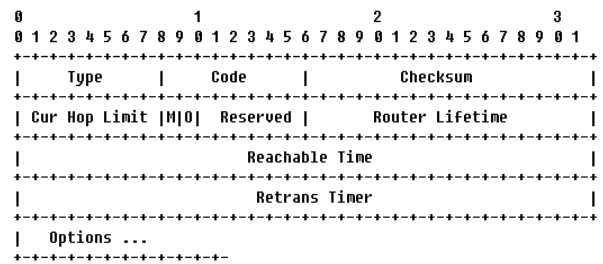 0                   1                   2                   3
0 1 2 3 4 5 6 7 8 9 0 1 2 3 4 5 6 7 8 9 0 1 2 3 4 5 6 7 8 9 0 1
+-+-+-+-+-+-+-+-+-+-+-+-+-+-+-+-+-+-+-+-+-+-+-+-+-+-+-+-+-+-+-+-+
|     Type      |     Code      |          Checksum             |
+-+-+-+-+-+-+-+-+-+-+-+-+-+-+-+-+-+-+-+-+-+-+-+-+-+-+-+-+-+-+-+-+
| Cur Hop Limit |M|O|  Reserved |       Router Lifetime         |
+-+-+-+-+-+-+-+-+-+-+-+-+-+-+-+-+-+-+-+-+-+-+-+-+-+-+-+-+-+-+-+-+
|                         Reachable Time                        |
+-+-+-+-+-+-+-+-+-+-+-+-+-+-+-+-+-+-+-+-+-+-+-+-+-+-+-+-+-+-+-+-+
|                          Retrans Timer                        |
+-+-+-+-+-+-+-+-+-+-+-+-+-+-+-+-+-+-+-+-+-+-+-+-+-+-+-+-+-+-+-+-+
|   Options ...
+-+-+-+-+-+-+-+-+-+-+-+-